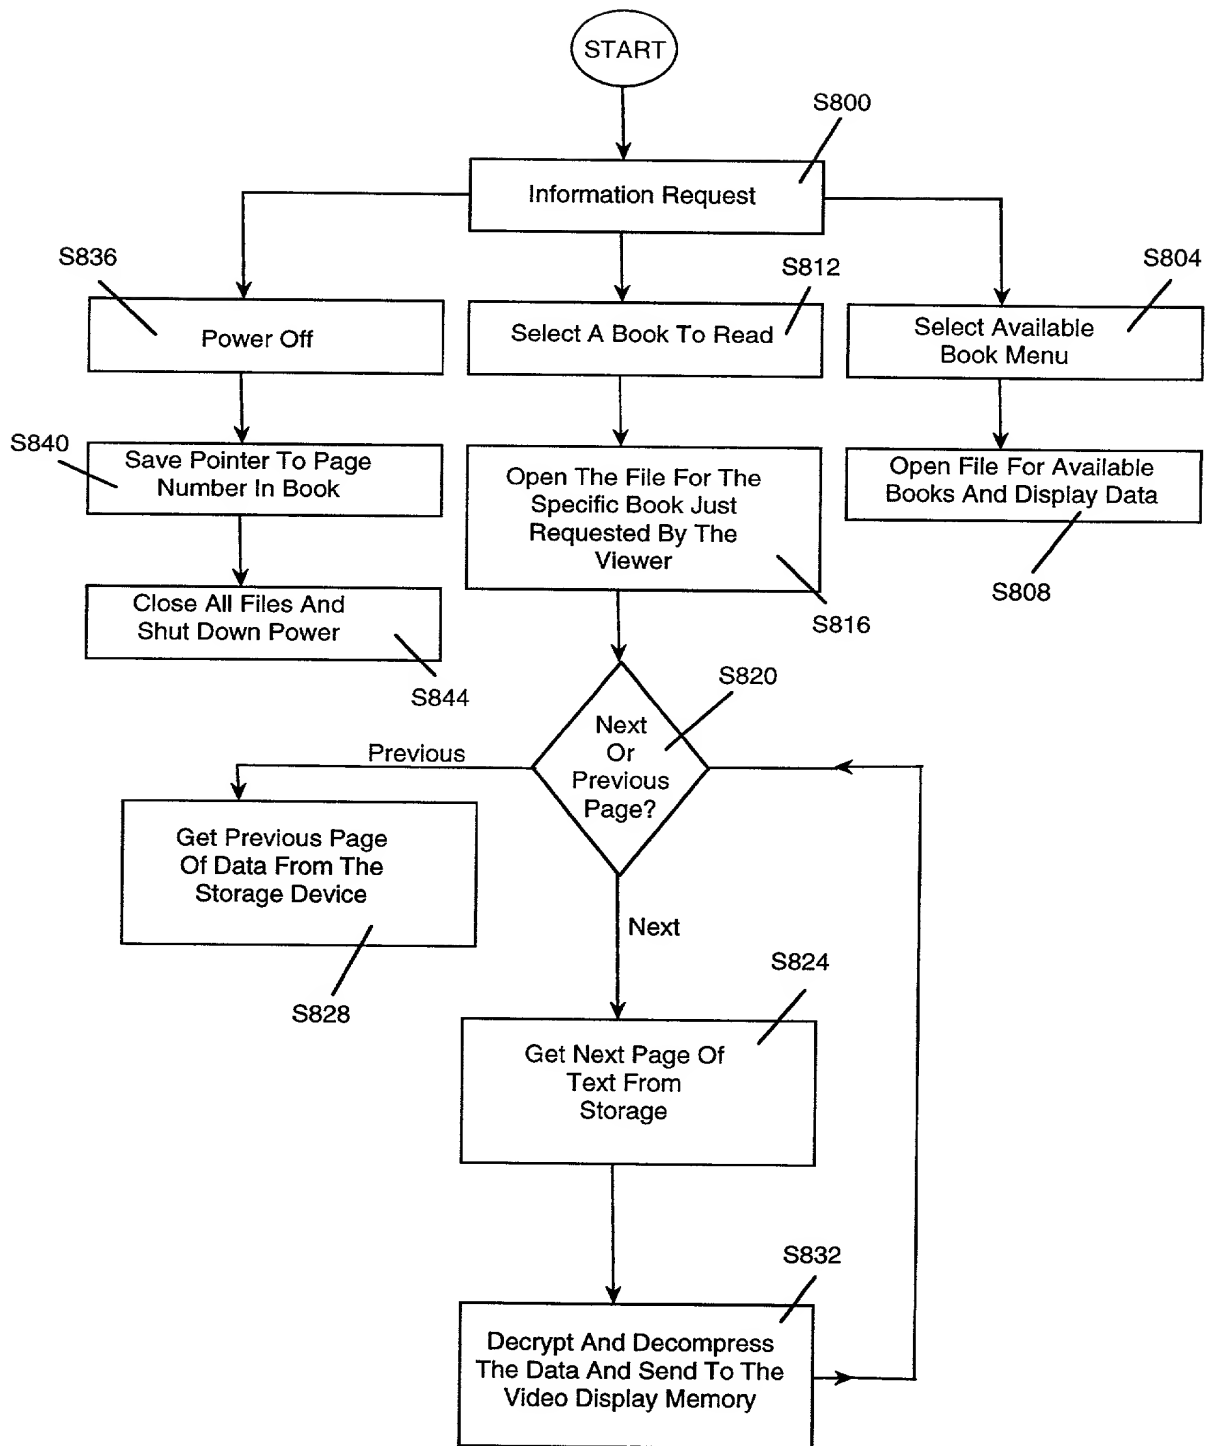 START
S800
Information Request
S836
S812
S804
Power Off
Select A Book To Read
Select Available
Book Menu
S840
Save Pointer To Page
Number In Book
Open The File For The
Specific Book Just
Requested By The
Viewer
Open File For Available
Books And Display Data
S808
Close All Files And
Shut Down Power
S816
S844
S820
Next
Or
Previous
Page?
Previous
Get Previous Page
Of Data From The
Storage Device
Next
S828
S824
Get Next Page Of
Text From
Storage
S832
Decrypt And Decompress
The Data And Send To The
Video Display Memory